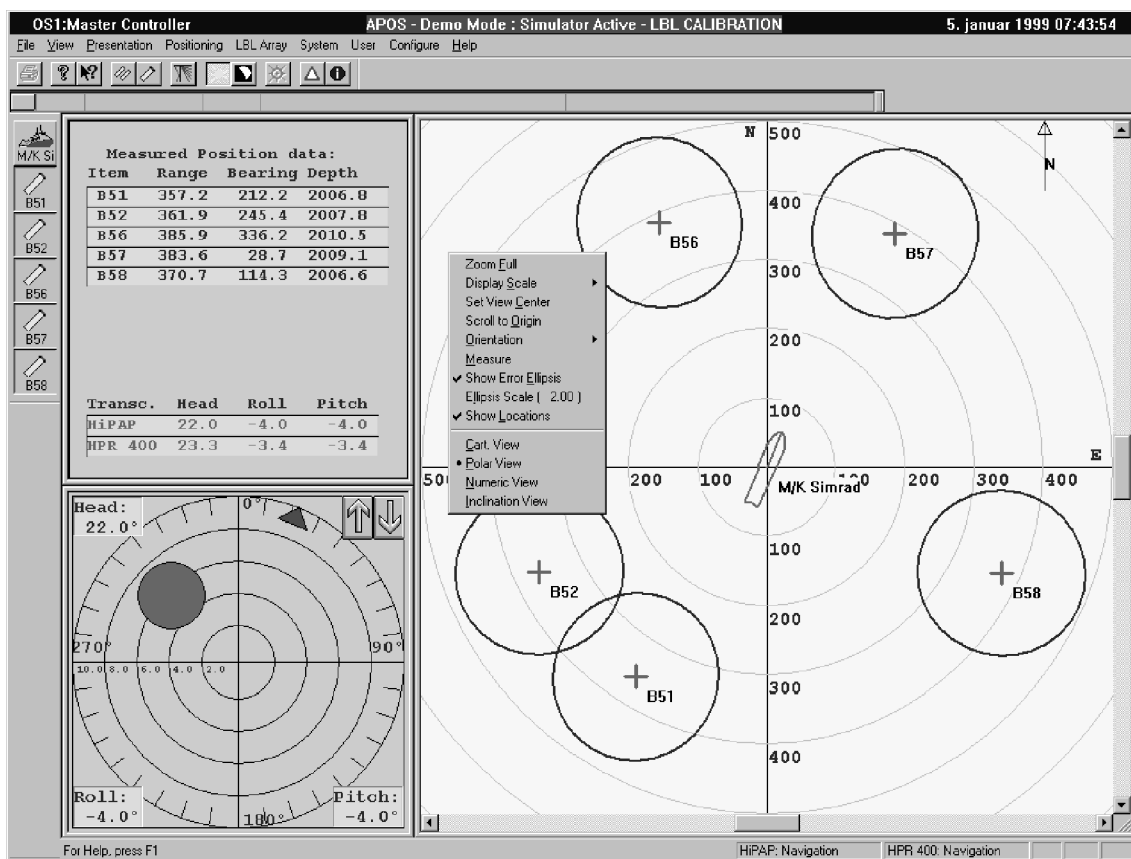 OS1:Master Controller APOS - Demo Mode : Simulator Active - LBL CALIBRATION 5. januar 1999 07:43:54
File View Presentation Positioning LBL Array System User Configure Help
M/K Si
B51
B52
B56
B57
B58
Measured Position data:
Item Range Bearing Depth
B51 357.2 212.2 2006.8
B52 361.9 245.4 2007.8
B56 385.9 336.2 2010.5
B57 383.6 28.7 2009.1
B58 370.7 114.3 2006.6
Transc. Head Roll Pitch
HiPAP 22.0 -4.0 -4.0
HPR 400 23.3 -3.4 -3.4
Head:
22.0°
0°
270°
90°
10.0 8.0 6.0 4.0 2.0
Roll:
-4.0°
180°
Pitch:
-4.0°
N 500
N
400
B56
B57
300
200
100
Zoom Full
Display Scale
Set View Center
Scroll to Origin
Orientation
Measure
Show Error Ellipsis
Ellipsis Scale ( 2.00 )
Show Locations
Cart. View
Polar View
Numeric View
Inclination View
E
200 100 100 200 300 400
M/K Simrad
100
B52
B58
200
B51
300
400
For Help, press F1 HiPAP: Navigation HPR 400: Navigation